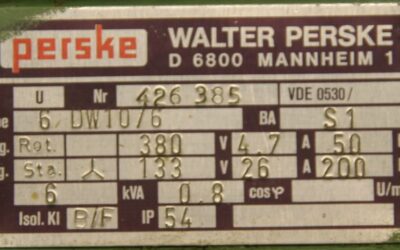 perske WALTER PERSKE
D 6800 MANNHEIM 1
U Nr 426 385 VDE 0530/
6/DW10/6 BA S1
g. Rot. 380 V 4.7 A 50
g. Sta. 133 V 26 A 200
6 kVA 0.8 cosφ U/m
Isol. Kl B/F IP 54